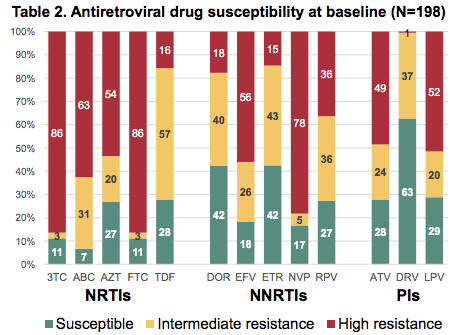 Table 2. Antiretroviral drug susceptibility at baseline (N=198)
100%
90%
80%
70%
60%
50%
40%
30%
20%
10%
0%
86 63 54 86 16 18 56 15 78 36 49 1 52
3 31 20 3 57 40 26 43 5 36 24 37 20
11 7 27 11 28 42 18 42 17 27 28 63 29
3TC ABC AZT FTC TDF DOR EFV ETR NVP RPV ATV DRV LPV
NRTIs NNRTIs PIs
Susceptible Intermediate resistance High resistance